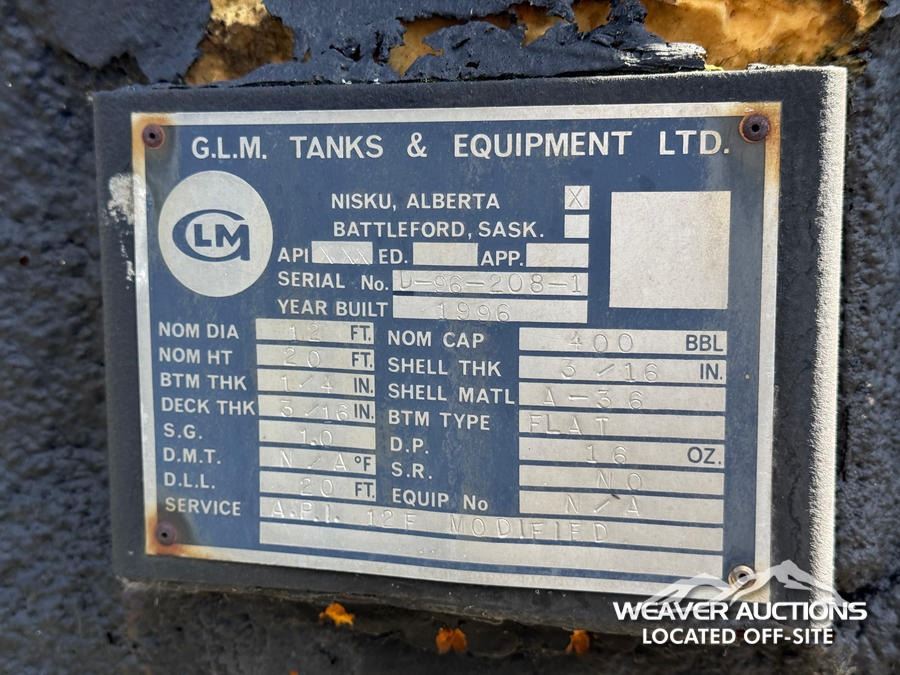 G.L.M. TANKS & EQUIPMENT LTD.
GLM
NISKU, ALBERTA X
BATTLEFORD, SASK.
API XXX ED. APP.
SERIAL No. D-96-208-1
YEAR BUILT 1996
NOM DIA 12 FT. NOM CAP 400 BBL
NOM HT 20 FT. SHELL THK 3/16 IN.
BTM THK 1/4 IN. SHELL MATL A-36
DECK THK 3/16 IN. BTM TYPE FLAT
S.G. 1.0 D.P. 16 OZ.
D.M.T. N/A °F S.R. NO
D.L.L. 20 FT. EQUIP No N/A
SERVICE A.P.I. 12F MODIFIED
WEAVER AUCTIONS
LOCATED OFF-SITE